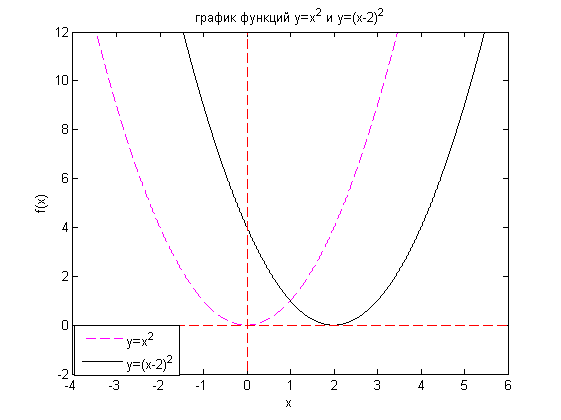 график функций y=x² и y=(x-2)²
12
10
8
6
4
2
0
-2
f(x)
-4 -3 -2 -1 0 1 2 3 4 5 6
x
y=x²
y=(x-2)²